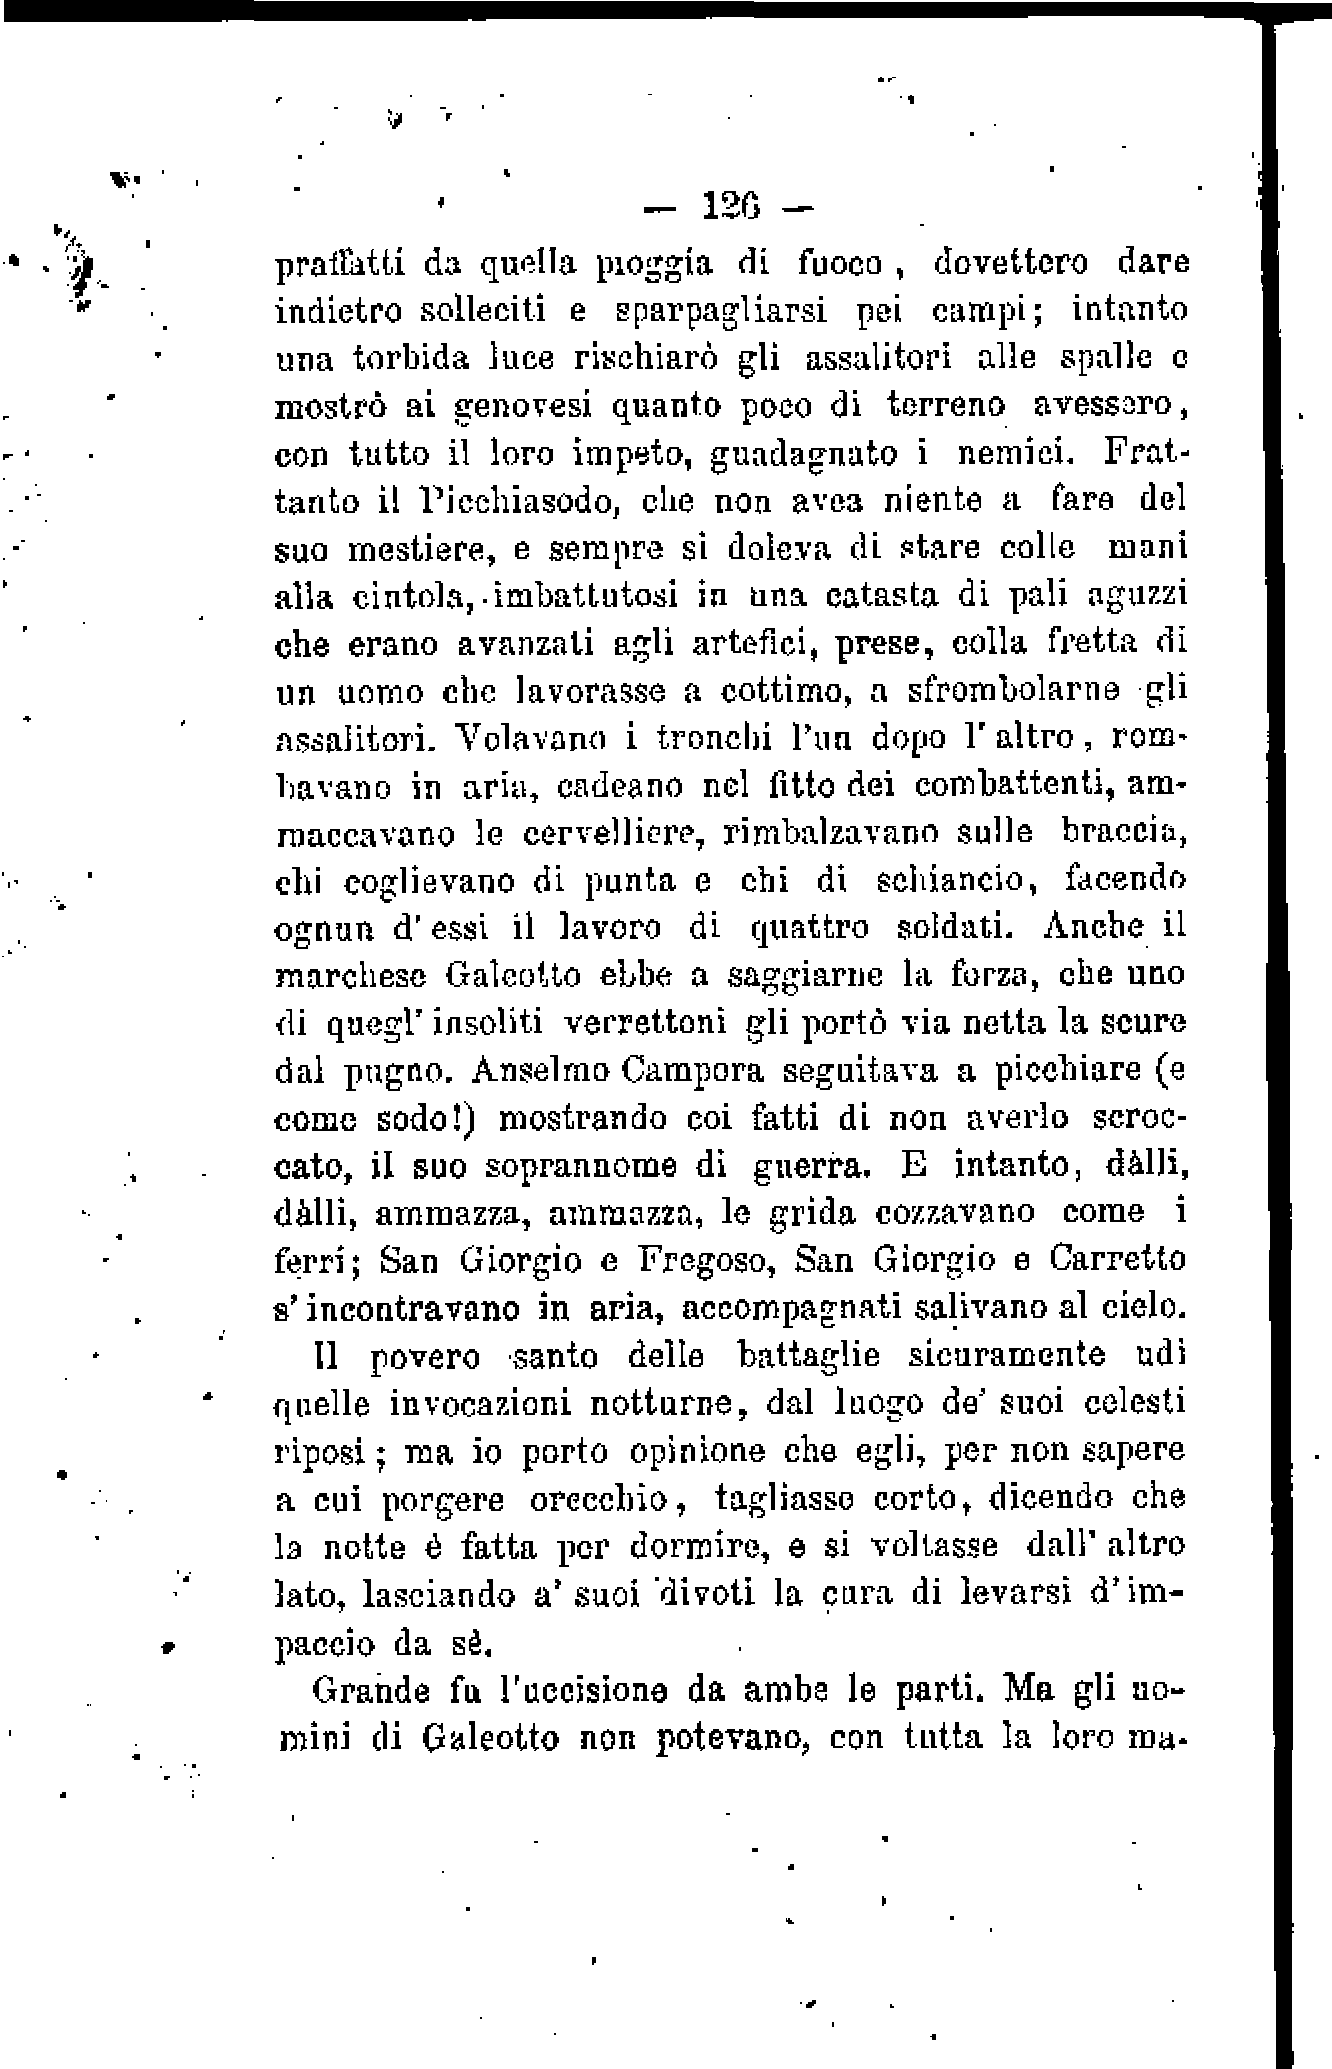 — 126 —
praffatti da quella pioggia di fuoco, dovettero dare
indietro solleciti e sparpagliarsi pei campi; intanto
una torbida luce rischiarò gli assalitori alle spalle e
mostrò ai genovesi quanto poco di terreno avessero,
con tutto il loro impeto, guadagnato i nemici. Frat-
tanto il Picchiasodo, che non avea niente a fare del
suo mestiere, e sempre si doleva di stare colle mani
alla cintola, imbattutosi in una catasta di pali aguzzi
che erano avanzati agli artefici, prese, colla fretta di
un uomo che lavorasse a cottimo, a sfrombolarne gli
assalitori. Volavano i tronchi l'un dopo l'altro, rom-
bavano in aria, cadeano nel fitto dei combattenti, am-
maccavano le cervelliere, rimbalzavano sulle braccia,
chi coglievano di punta e chi di schiancio, facendo
ognun d'essi il lavoro di quattro soldati. Anche il
marchese Galeotto ebbe a saggiarne la forza, che uno
di quegl'insoliti verrettoni gli portò via netta la scure
dal pugno. Anselmo Campora seguitava a picchiare (e
come sodo!) mostrando coi fatti di non averlo scroc-
cato, il suo soprannome di guerra. E intanto, dàlli,
dàlli, ammazza, ammazza, le grida cozzavano come i
ferri; San Giorgio e Fregoso, San Giorgio e Carretto
s'incontravano in aria, accompagnati salivano al cielo.
Il povero santo delle battaglie sicuramente udì
quelle invocazioni notturne, dal luogo de' suoi celesti
riposi; ma io porto opinione che egli, per non sapere
a cui porgere orecchio, tagliasse corto, dicendo che
la notte è fatta per dormire, e si voltasse dall'altro
lato, lasciando a' suoi divoti la cura di levarsi d'im-
paccio da sè.
Grande fu l'uccisione da ambe le parti. Ma gli uo-
mini di Galeotto non potevano, con tutta la loro ma-